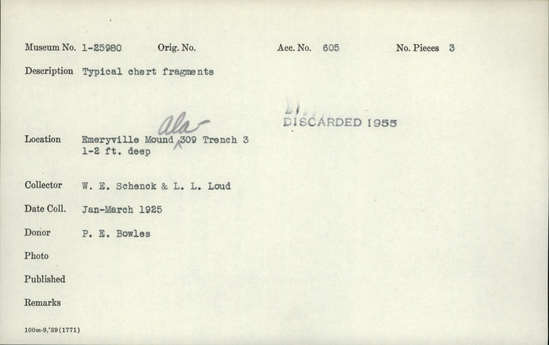 Museum No. 1-25980 Orig. No. Acc. No. 605 No. Pieces 3
Description Typical chert fragments
DISCARDED 1955
Ala-
Location Emeryville Mound ^309 Trench 3
1-2 ft. deep
Collector W. E. Schenck & L. L. Loud
Date Coll. Jan-March 1925
Donor P. E. Bowles
Photo
Published
Remarks
100m-9,'39(1771)